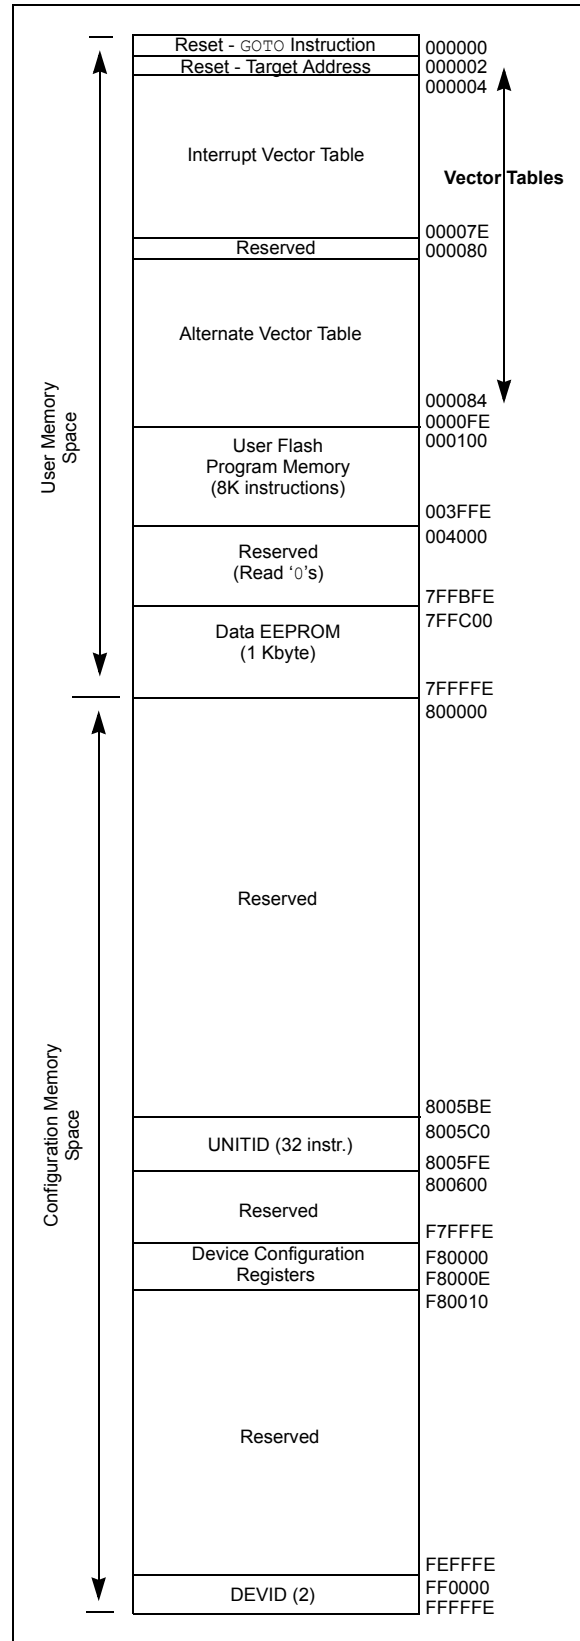 Reset - GOTO Instruction
000000
Reset - Target Address
000002
000004
Interrupt Vector Table
Vector Tables
00007E
Reserved
000080
Alternate Vector Table
000084
0000FE
User Memory
Space
User Flash
Program Memory
(8K instructions)
000100
003FFE
004000
Reserved
(Read ‘0’s)
7FFBFE
7FFC00
Data EEPROM
(1 Kbyte)
7FFFFE
800000
Reserved
8005BE
8005C0
UNITID (32 instr.)
8005FE
800600
Configuration Memory
Space
Reserved
F7FFFE
Device Configuration
Registers
F80000
F8000E
F80010
Reserved
FEFFFE
DEVID (2)
FF0000
FFFFFE